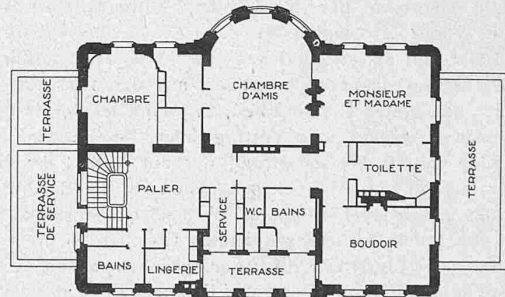 CHAMBRE
CHAMBRE
D'AMIS
MONSIEUR
ET MADAME
TERRASSE
TERRASSE
DE SERVICE
PALIER
TOILETTE
TERRASSE
SERVICE
W.C.
BAINS
BOUDOIR
BAINS
LINGERIE
TERRASSE